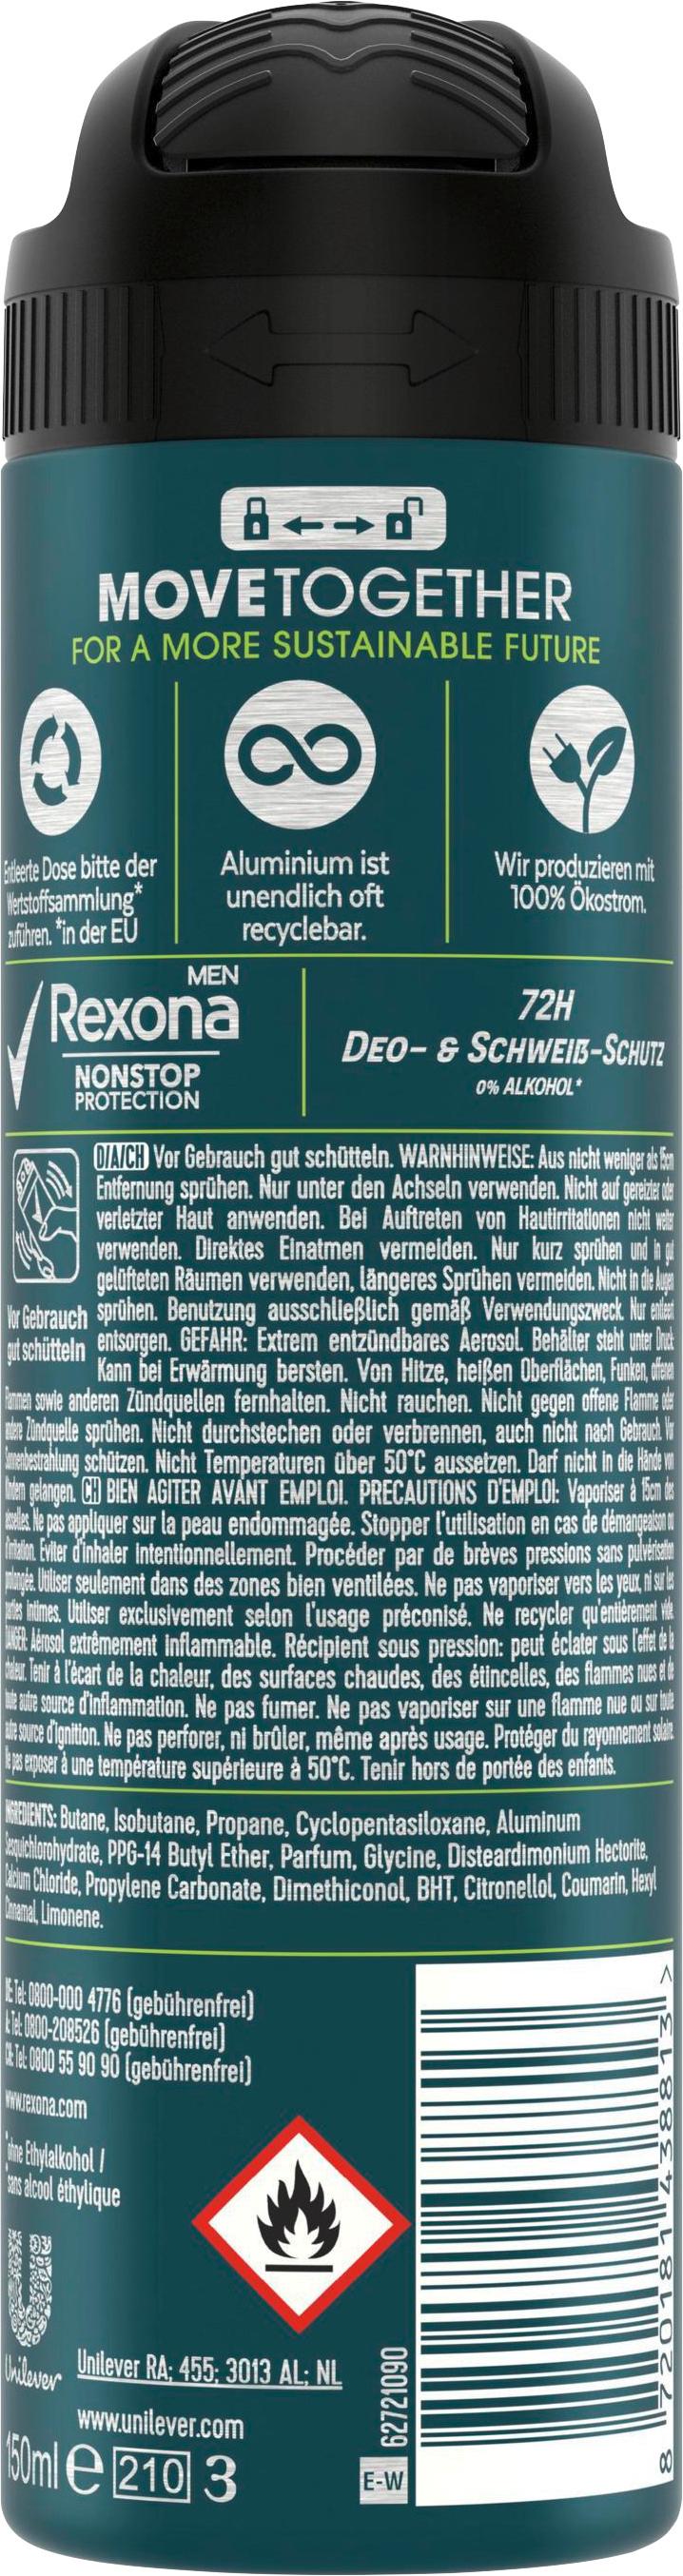 MOVETOGETHER
FOR A MORE SUSTAINABLE FUTURE
Entleerte Dose bitte der
Wertstoffsammlung*
zuführen. *in der EU
Aluminium ist
unendlich oft
recyclebar.
Wir produzieren mit
100% Ökostrom.
MEN
Rexona
NONSTOP
PROTECTION
72H
DEO- & SCHWEIß-SCHUTZ
0% ALKOHOL*
Vor Gebrauch
gut schütteln
D/A/CH Vor Gebrauch gut schütteln. WARNHINWEISE: Aus nicht weniger als 15cm
Entfernung sprühen. Nur unter den Achseln verwenden. Nicht auf gereizter oder
verletzter Haut anwenden. Bei Auftreten von Hautirritationen nicht weiter
verwenden. Direktes Einatmen vermeiden. Nur kurz sprühen und in gut
gelüfteten Räumen verwenden, längeres Sprühen vermeiden. Nicht in die Augen
sprühen. Benutzung ausschließlich gemäß Verwendungszweck. Nur entleert
entsorgen. GEFAHR: Extrem entzündbares Aerosol. Behälter steht unter Druck:
Kann bei Erwärmung bersten. Von Hitze, heißen Oberflächen, Funken, offenen
Flammen sowie anderen Zündquellen fernhalten. Nicht rauchen. Nicht gegen offene Flamme oder
andere Zündquelle sprühen. Nicht durchstechen oder verbrennen, auch nicht nach Gebrauch. Vor
Sonnenbestrahlung schützen. Nicht Temperaturen über 50°C aussetzen. Darf nicht in die Hände von
Kindern gelangen. CH BIEN AGITER AVANT EMPLOI. PRECAUTIONS D'EMPLOI: Vaporiser à 15cm des
aisselles. Ne pas appliquer sur la peau endommagée. Stopper l'utilisation en cas de démangeaison ou
d'irritation. Eviter d'inhaler intentionnellement. Procéder par de brèves pressions sans pulvérisation
prolongée. Utiliser seulement dans des zones bien ventilées. Ne pas vaporiser vers les yeux, ni sur les
parties intimes. Utiliser exclusivement selon l'usage préconisé. Ne recycler qu'entièrement vide.
DANGER: Aérosol extrêmement inflammable. Récipient sous pression: peut éclater sous l'effet de la
chaleur. Tenir à l'écart de la chaleur, des surfaces chaudes, des étincelles, des flammes nues et de
toute autre source d'inflammation. Ne pas fumer. Ne pas vaporiser sur une flamme nue ou sur toute
autre source d'ignition. Ne pas perforer, ni brûler, même après usage. Protéger du rayonnement solaire.
Ne pas exposer à une température supérieure à 50°C. Tenir hors de portée des enfants.
INGREDIENTS: Butane, Isobutane, Propane, Cyclopentasiloxane, Aluminum
Sesquichlorohydrate, PPG-14 Butyl Ether, Parfum, Glycine, Disteardimonium Hectorite,
Calcium Chloride, Propylene Carbonate, Dimethiconol, BHT, Citronellol, Coumarin, Hexyl
Cinnamal, Limonene.
DE: Tel: 0800-000 4776 (gebührenfrei)
A: Tel: 0800-208526 (gebührenfrei)
CH: Tel: 0800 55 90 90 (gebührenfrei)
www.rexona.com
*ohne Ethylalkohol /
*sans alcool éthylique
Unilever
Unilever RA; 455; 3013 AL; NL
www.unilever.com
150ml e 210 3
62721090
E-W
8 720181 438813 >